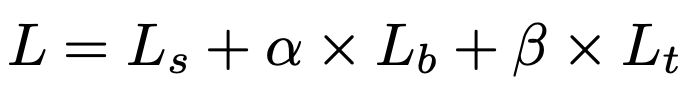 L = L_s + α × L_b + β × L_t